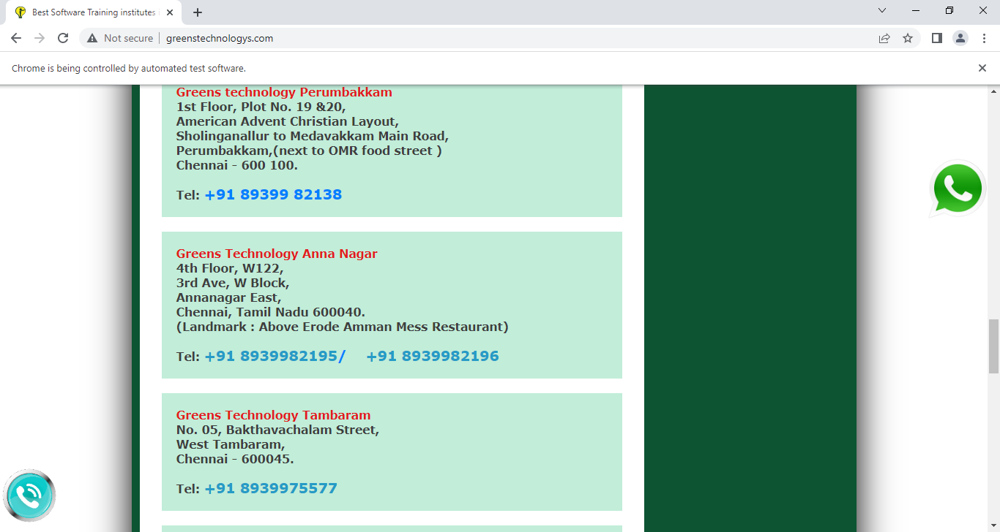 Best Software Training institutes
Not secure
greenstechnologys.com
Chrome is being controlled by automated test software.
Greens technology Perumbakkam
1st Floor, Plot No. 19 &20,
American Advent Christian Layout,
Sholinganallur to Medavakkam Main Road,
Perumbakkam,(next to OMR food street )
Chennai - 600 100.
Tel: +91 89399 82138
Greens Technology Anna Nagar
4th Floor, W122,
3rd Ave, W Block,
Annanagar East,
Chennai, Tamil Nadu 600040.
(Landmark : Above Erode Amman Mess Restaurant)
Tel: +91 8939982195/ +91 8939982196
Greens Technology Tambaram
No. 05, Bakthavachalam Street,
West Tambaram,
Chennai - 600045.
Tel: +91 8939975577